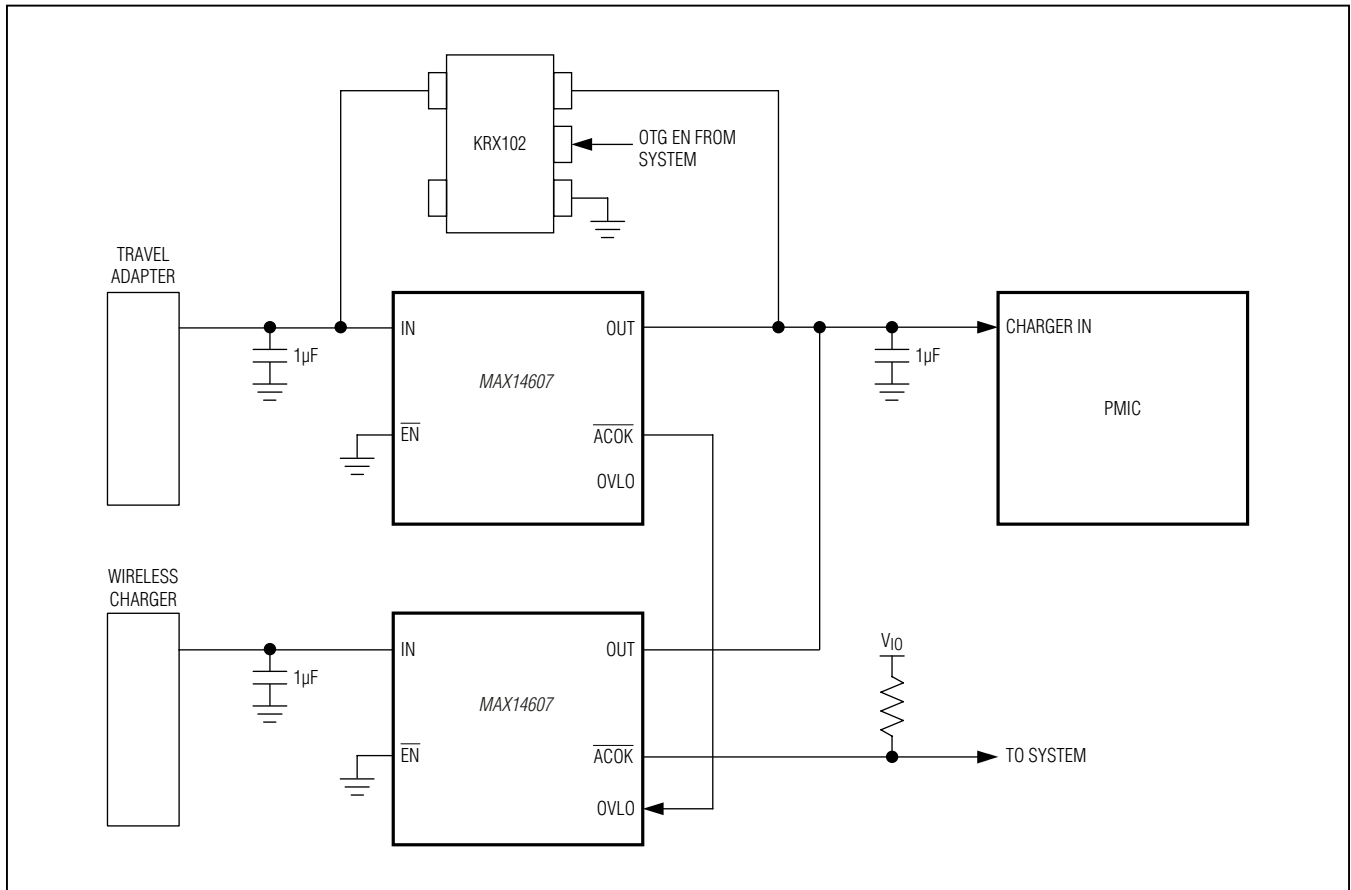 KRX102
OTG EN FROM
SYSTEM
TRAVEL
ADAPTER
IN
OUT
CHARGER IN
1µF
1µF
MAX14607
PMIC
EN
ACOK
OVLO
WIRELESS
CHARGER
IN
OUT
VIO
1µF
MAX14607
EN
ACOK
TO SYSTEM
OVLO